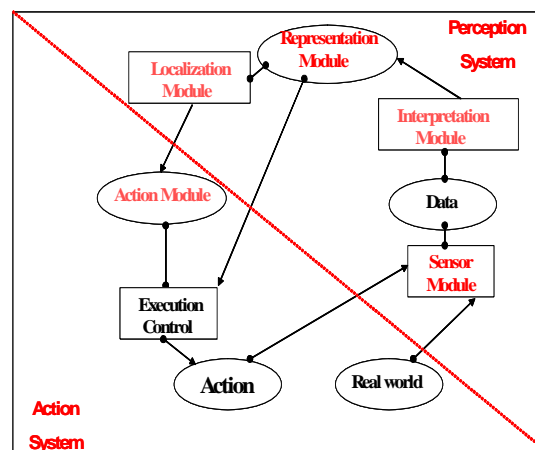 Representation
Module
Perception
System
Localization
Module
Interpretation
Module
Action Module
Data
Sensor
Module
Execution
Control
Action
Real world
Action
System